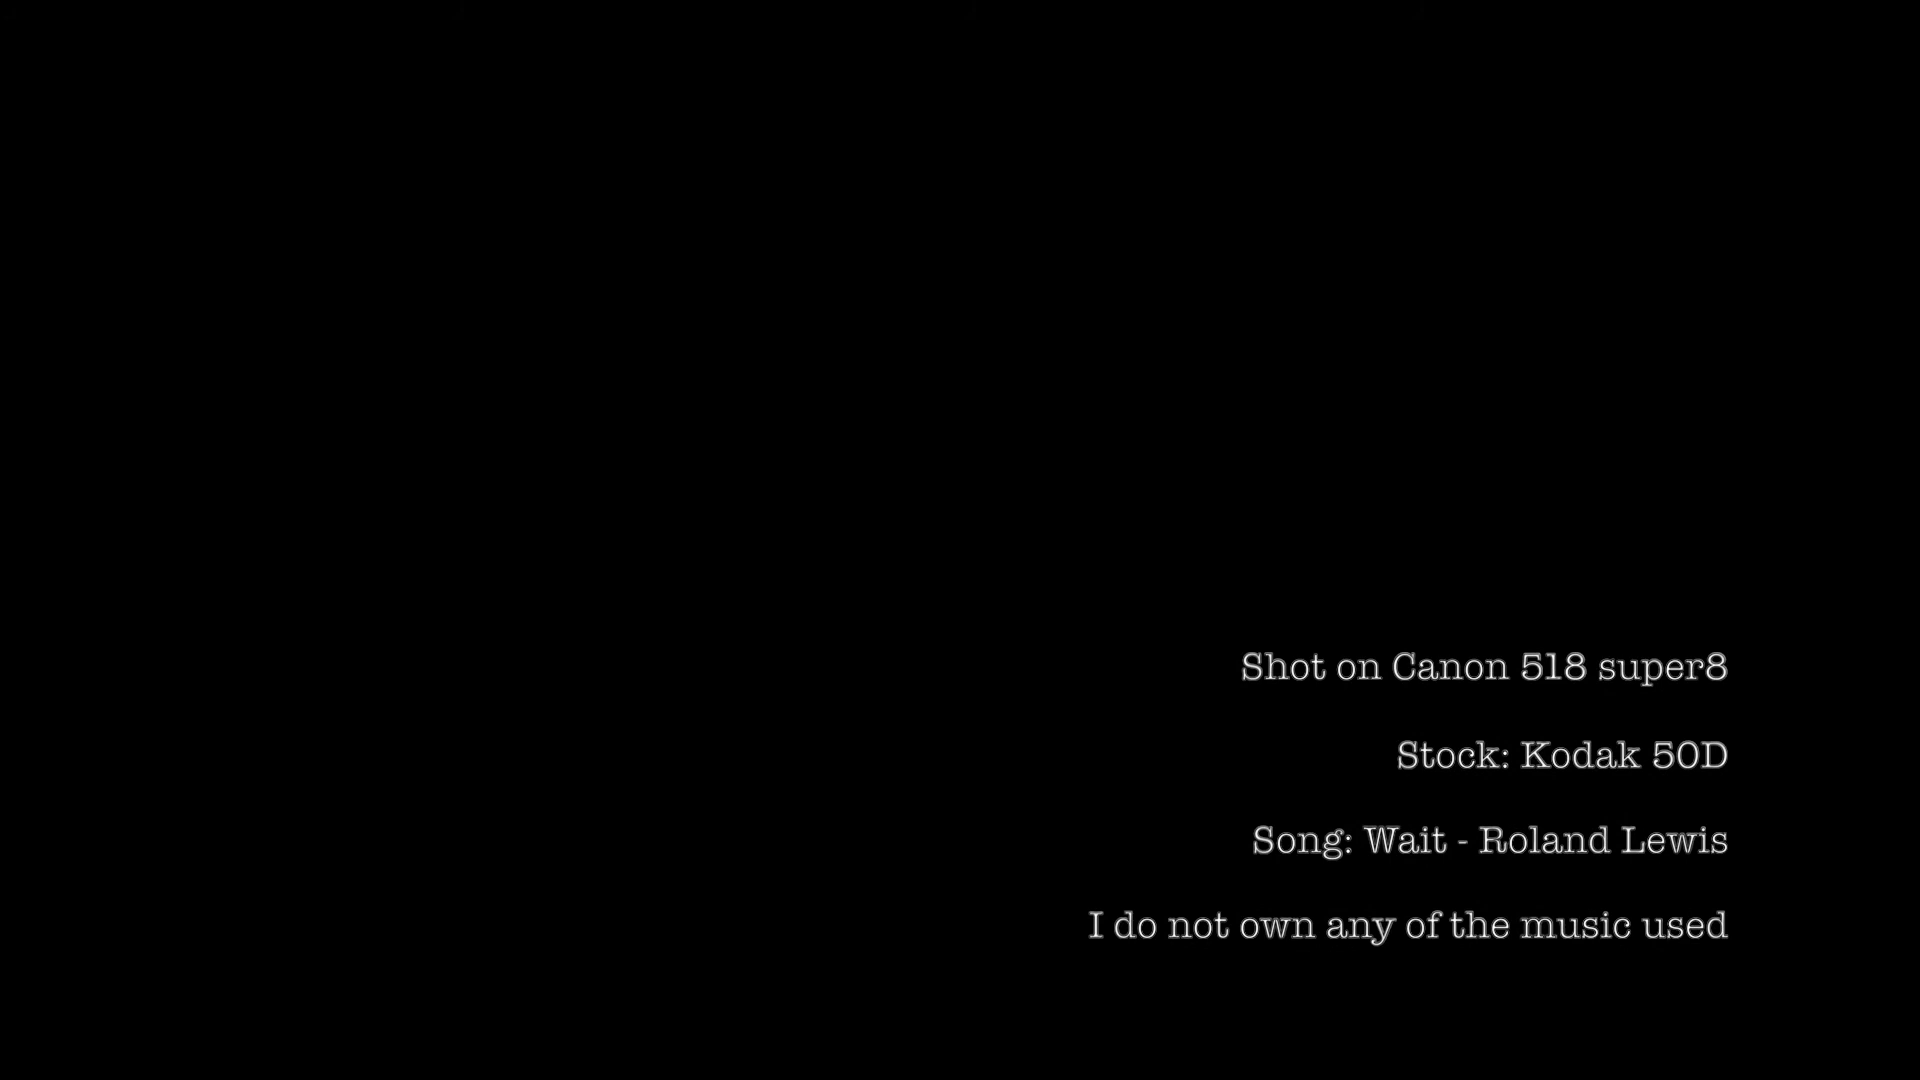 Shot on Canon 518 super8
Stock: Kodak 50D
Song: Wait - Roland Lewis
I do not own any of the music used